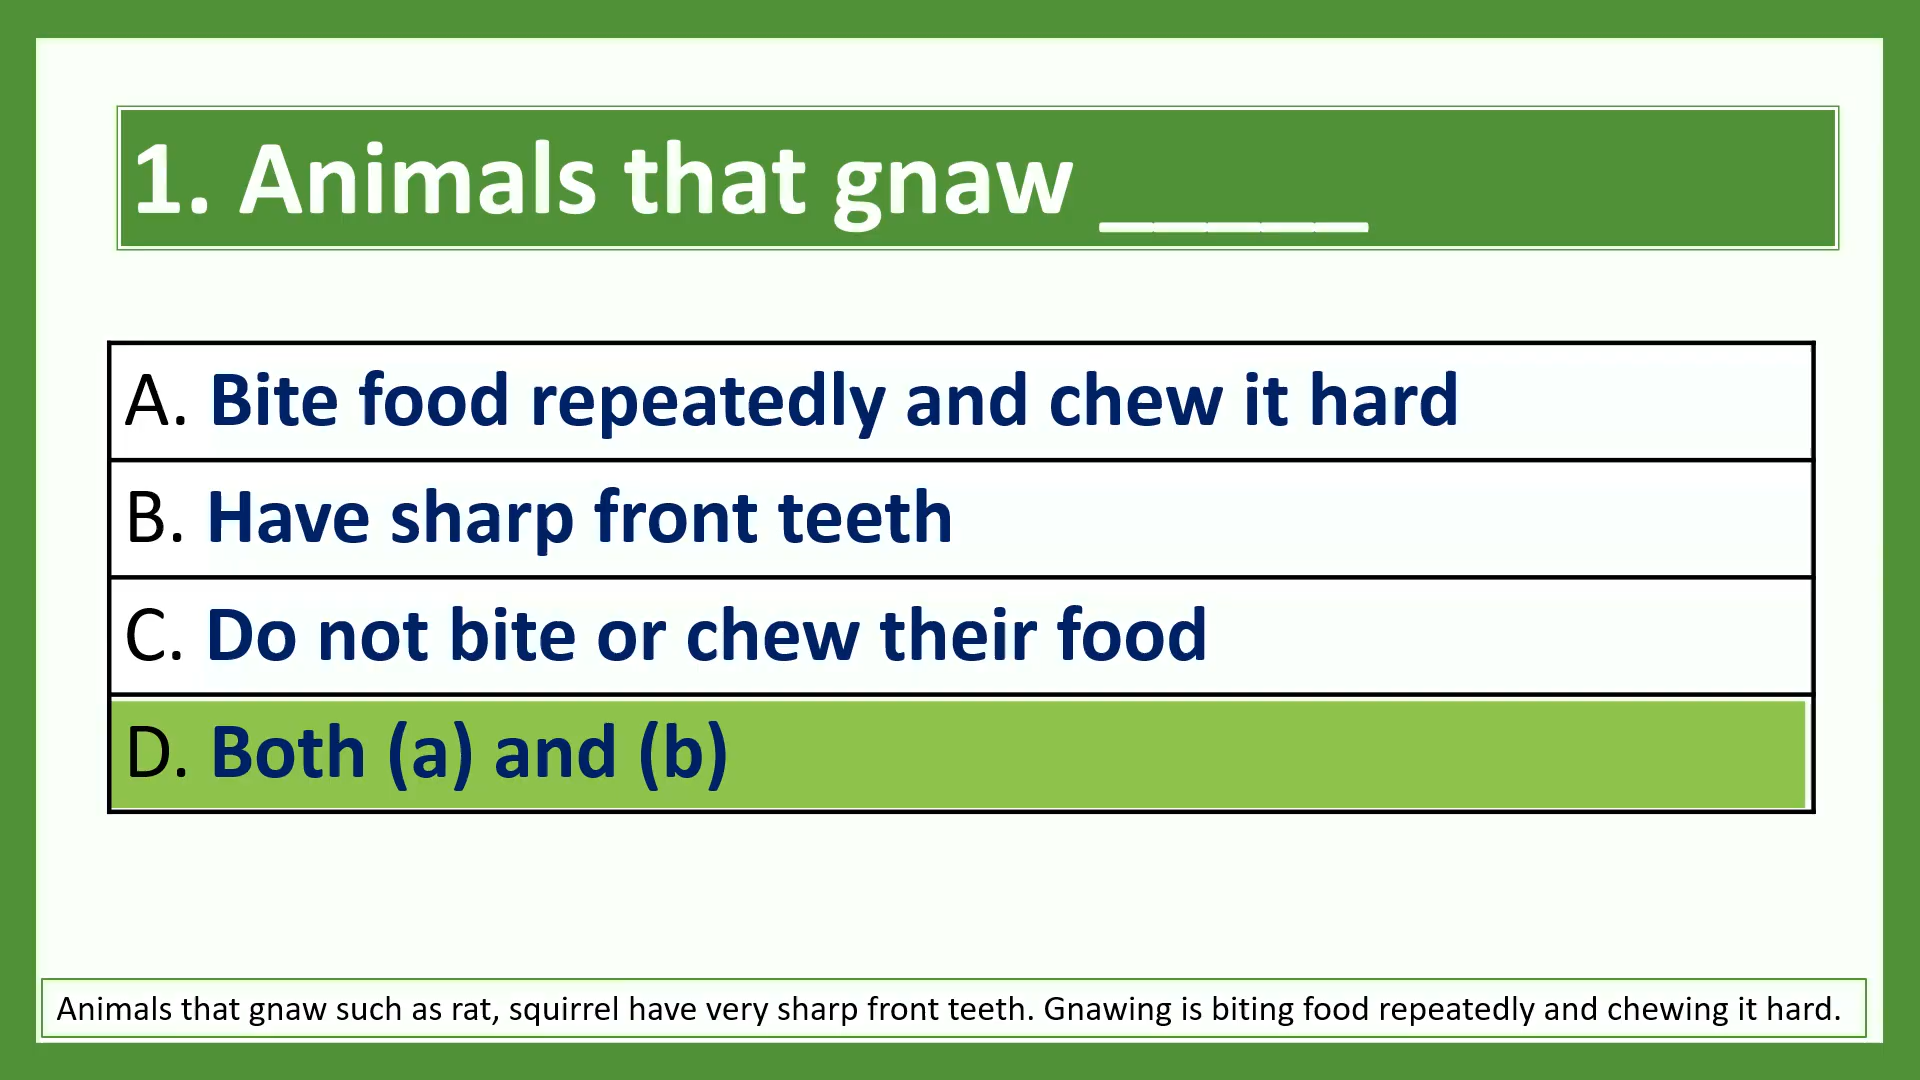 1. Animals that gnaw _____
A. Bite food repeatedly and chew it hard
B. Have sharp front teeth
C. Do not bite or chew their food
D. Both (a) and (b)
Animals that gnaw such as rat, squirrel have very sharp front teeth. Gnawing is biting food repeatedly and chewing it hard.